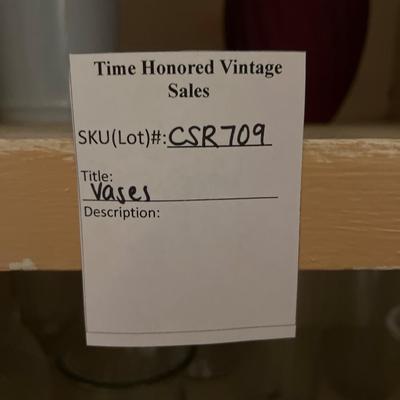 Time Honored Vintage
Sales
SKU(Lot)#: CSR709
Title:
Vases
Description: